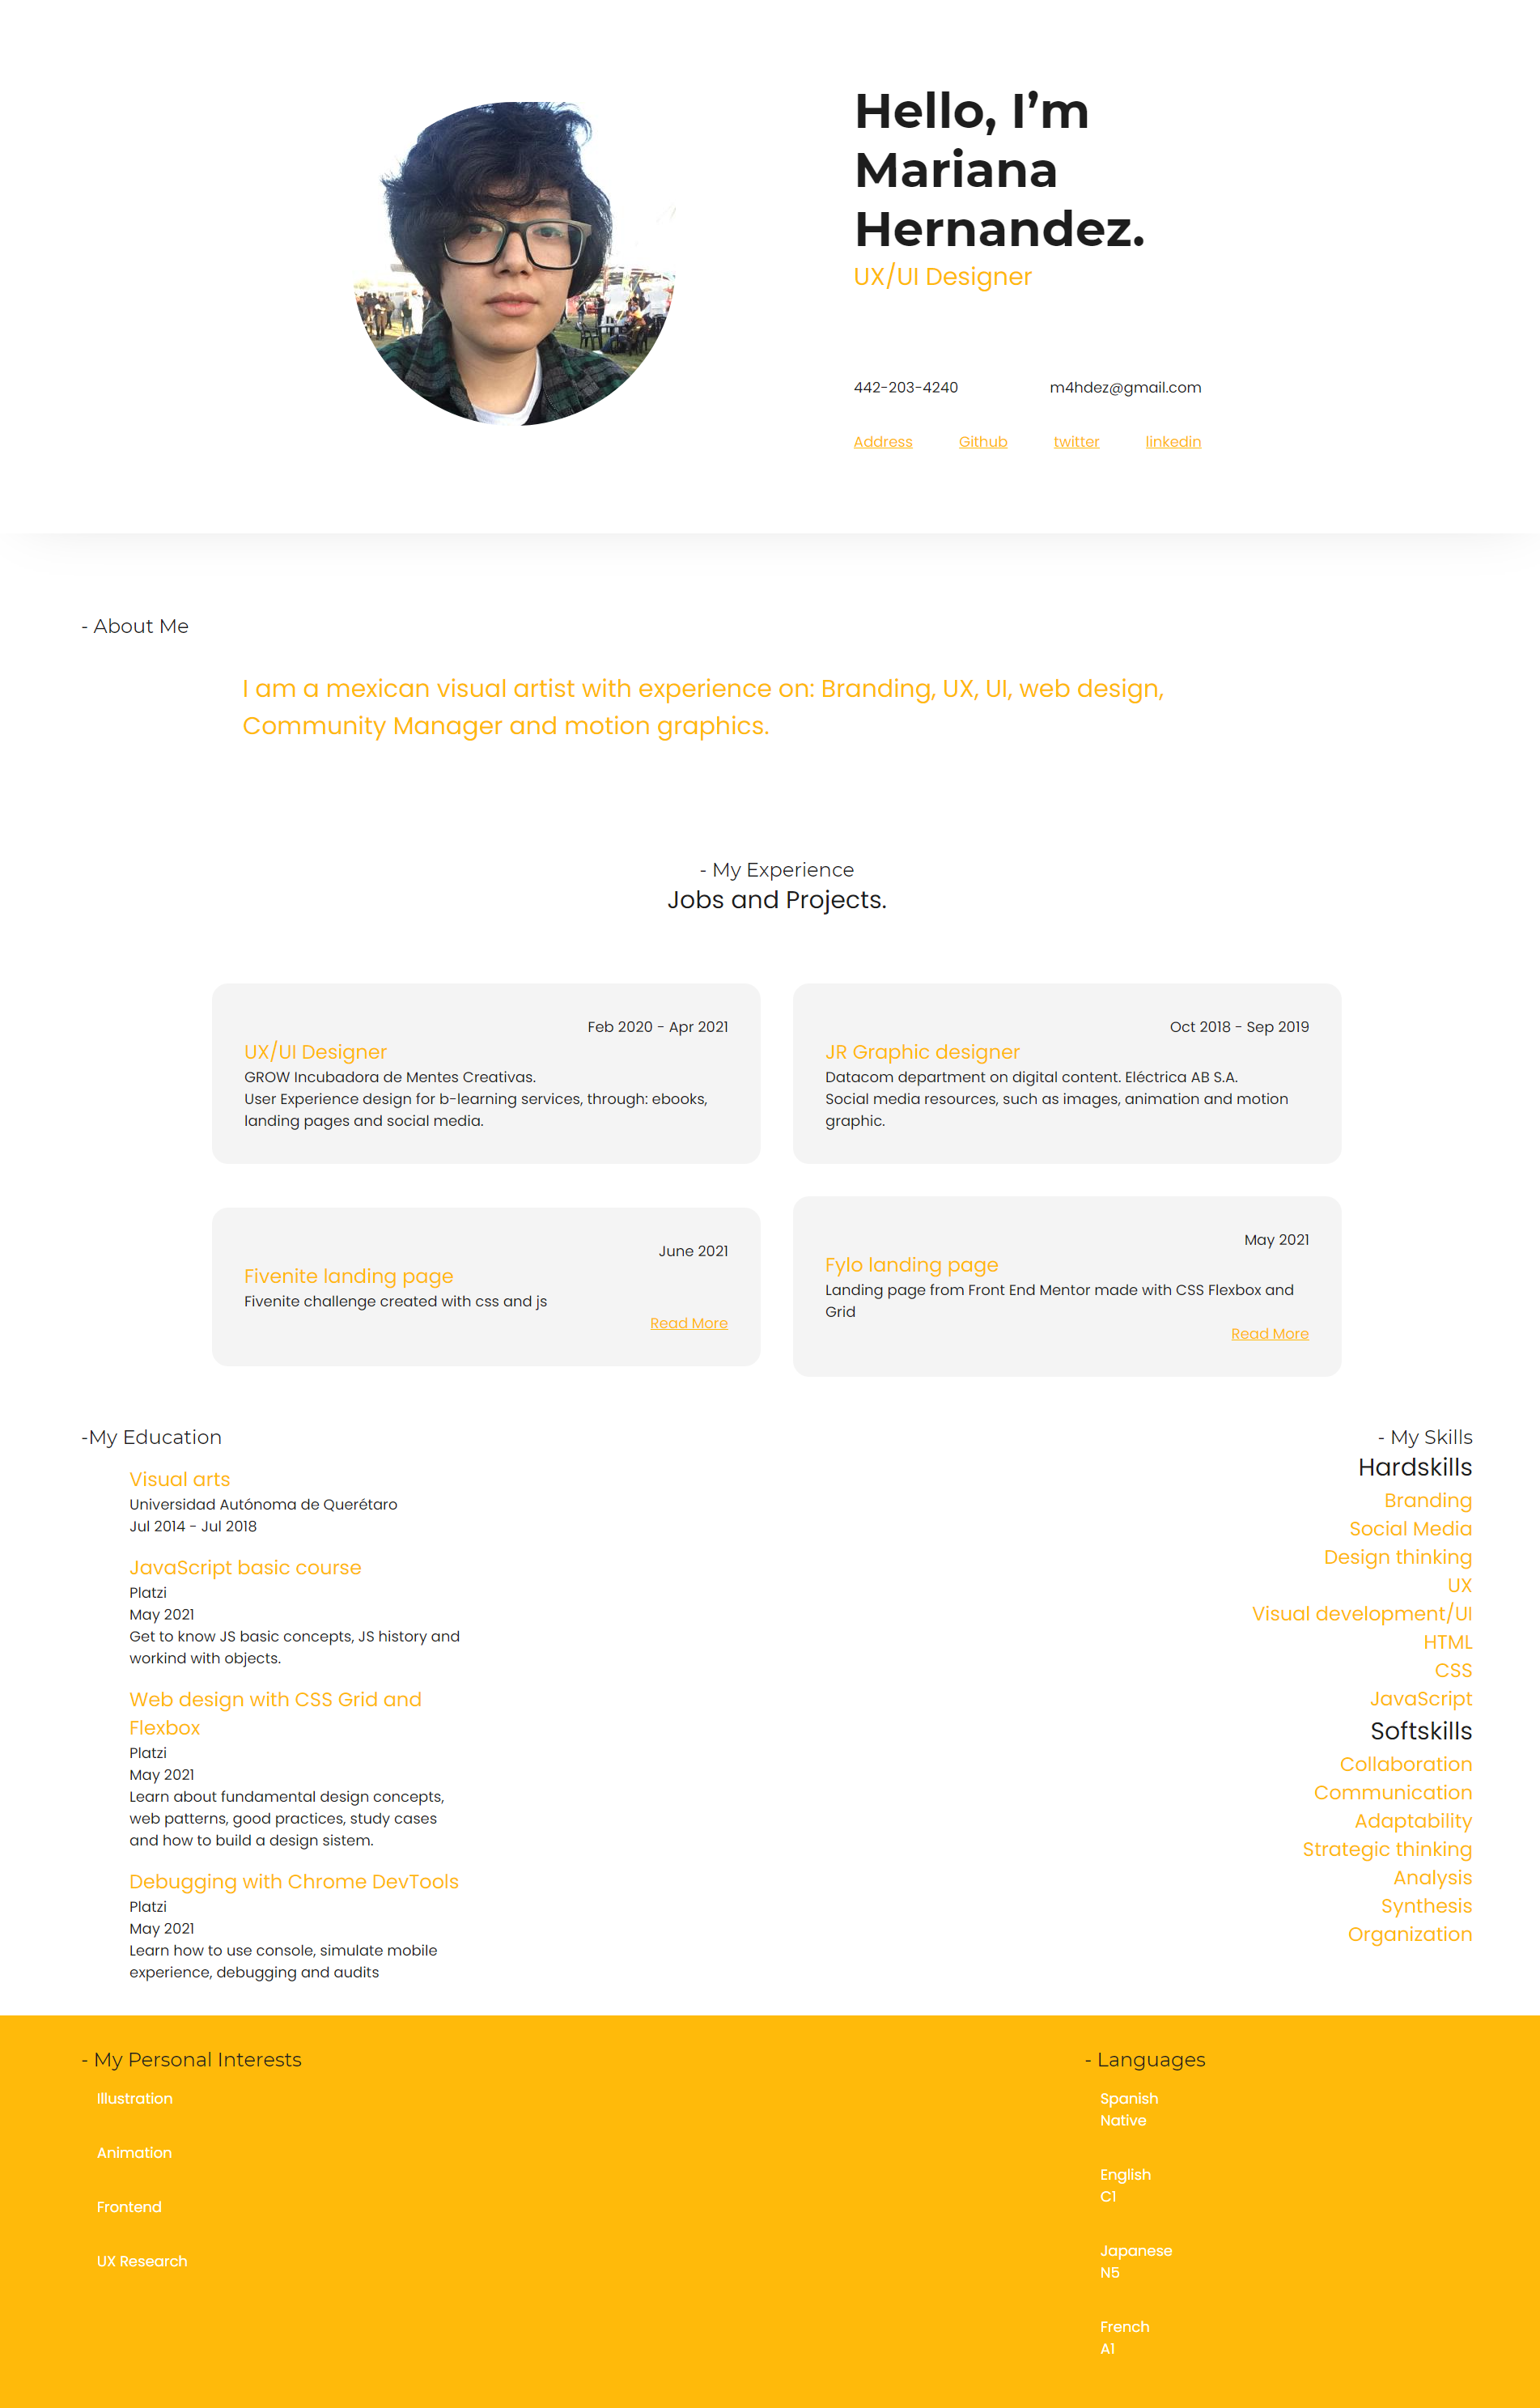 Hello, I’m
Mariana
Hernandez.
UX/UI Designer
442-203-4240
m4hdez@gmail.com
Address
Github
twitter
linkedin
- About Me
I am a mexican visual artist with experience on: Branding, UX, UI, web design,
Community Manager and motion graphics.
- My Experience
Jobs and Projects.
Feb 2020 - Apr 2021
UX/UI Designer
GROW Incubadora de Mentes Creativas.
User Experience design for b-learning services, through: ebooks,
landing pages and social media.
Oct 2018 - Sep 2019
JR Graphic designer
Datacom department on digital content. Eléctrica AB S.A.
Social media resources, such as images, animation and motion
graphic.
June 2021
Fivenite landing page
Fivenite challenge created with css and js
Read More
May 2021
Fylo landing page
Landing page from Front End Mentor made with CSS Flexbox and
Grid
Read More
-My Education
Visual arts
Universidad Autónoma de Querétaro
Jul 2014 - Jul 2018
JavaScript basic course
Platzi
May 2021
Get to know JS basic concepts, JS history and
workind with objects.
Web design with CSS Grid and
Flexbox
Platzi
May 2021
Learn about fundamental design concepts,
web patterns, good practices, study cases
and how to build a design sistem.
Debugging with Chrome DevTools
Platzi
May 2021
Learn how to use console, simulate mobile
experience, debugging and audits
- My Skills
Hardskills
Branding
Social Media
Design thinking
UX
Visual development/UI
HTML
CSS
JavaScript
Softskills
Collaboration
Communication
Adaptability
Strategic thinking
Analysis
Synthesis
Organization
- My Personal Interests
Illustration
Animation
Frontend
UX Research
- Languages
Spanish
Native
English
C1
Japanese
N5
French
A1